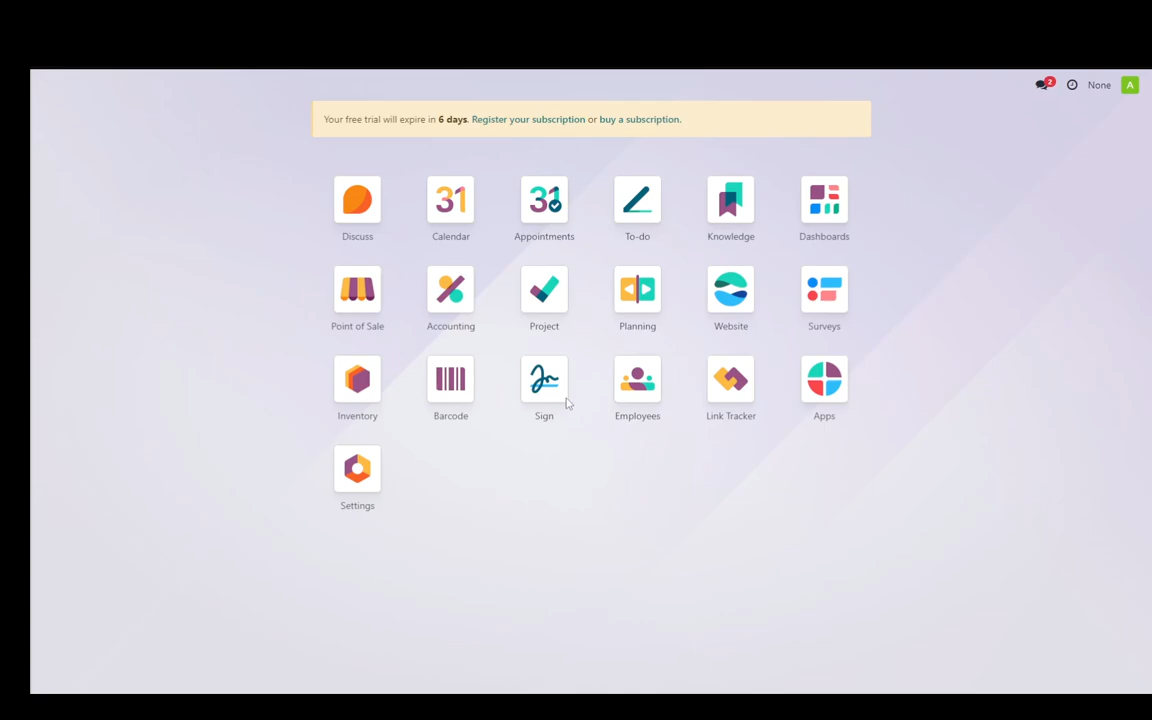 2
None
A
Your free trial will expire in 6 days. Register your subscription or buy a subscription.
31
31
Discuss
Calendar
Appointments
To-do
Knowledge
Dashboards
Point of Sale
Accounting
Project
Planning
Website
Surveys
Inventory
Barcode
Sign
Employees
Link Tracker
Apps
Settings